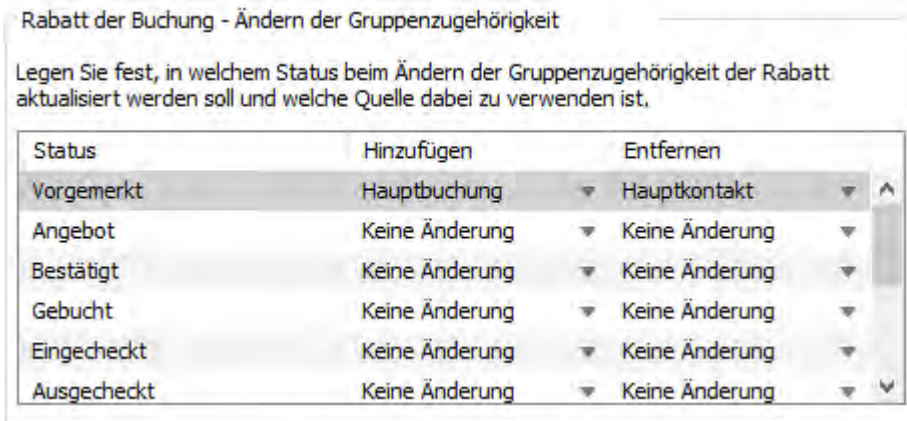 Rabatt der Buchung - Ändern der Gruppenzugehörigkeit
Legen Sie fest, in welchem Status beim Ändern der Gruppenzugehörigkeit der Rabatt
aktualisiert werden soll und welche Quelle dabei zu verwenden ist.
Status Hinzufügen Entfernen
Vorgemerkt Hauptbuchung Hauptkontakt
Angebot Keine Änderung Keine Änderung
Bestätigt Keine Änderung Keine Änderung
Gebucht Keine Änderung Keine Änderung
Eingecheckt Keine Änderung Keine Änderung
Ausgecheckt Keine Änderung Keine Änderung